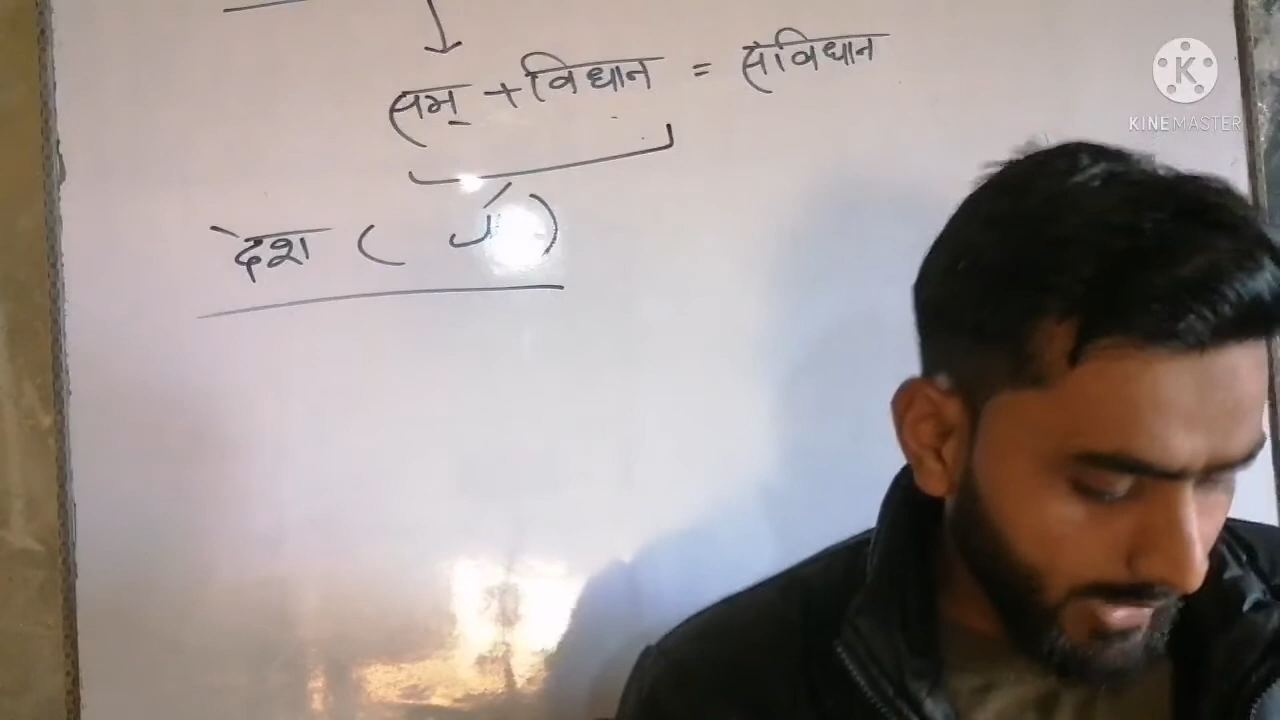 सम् + विधान = संविधान
देश (
K
KINEMASTER